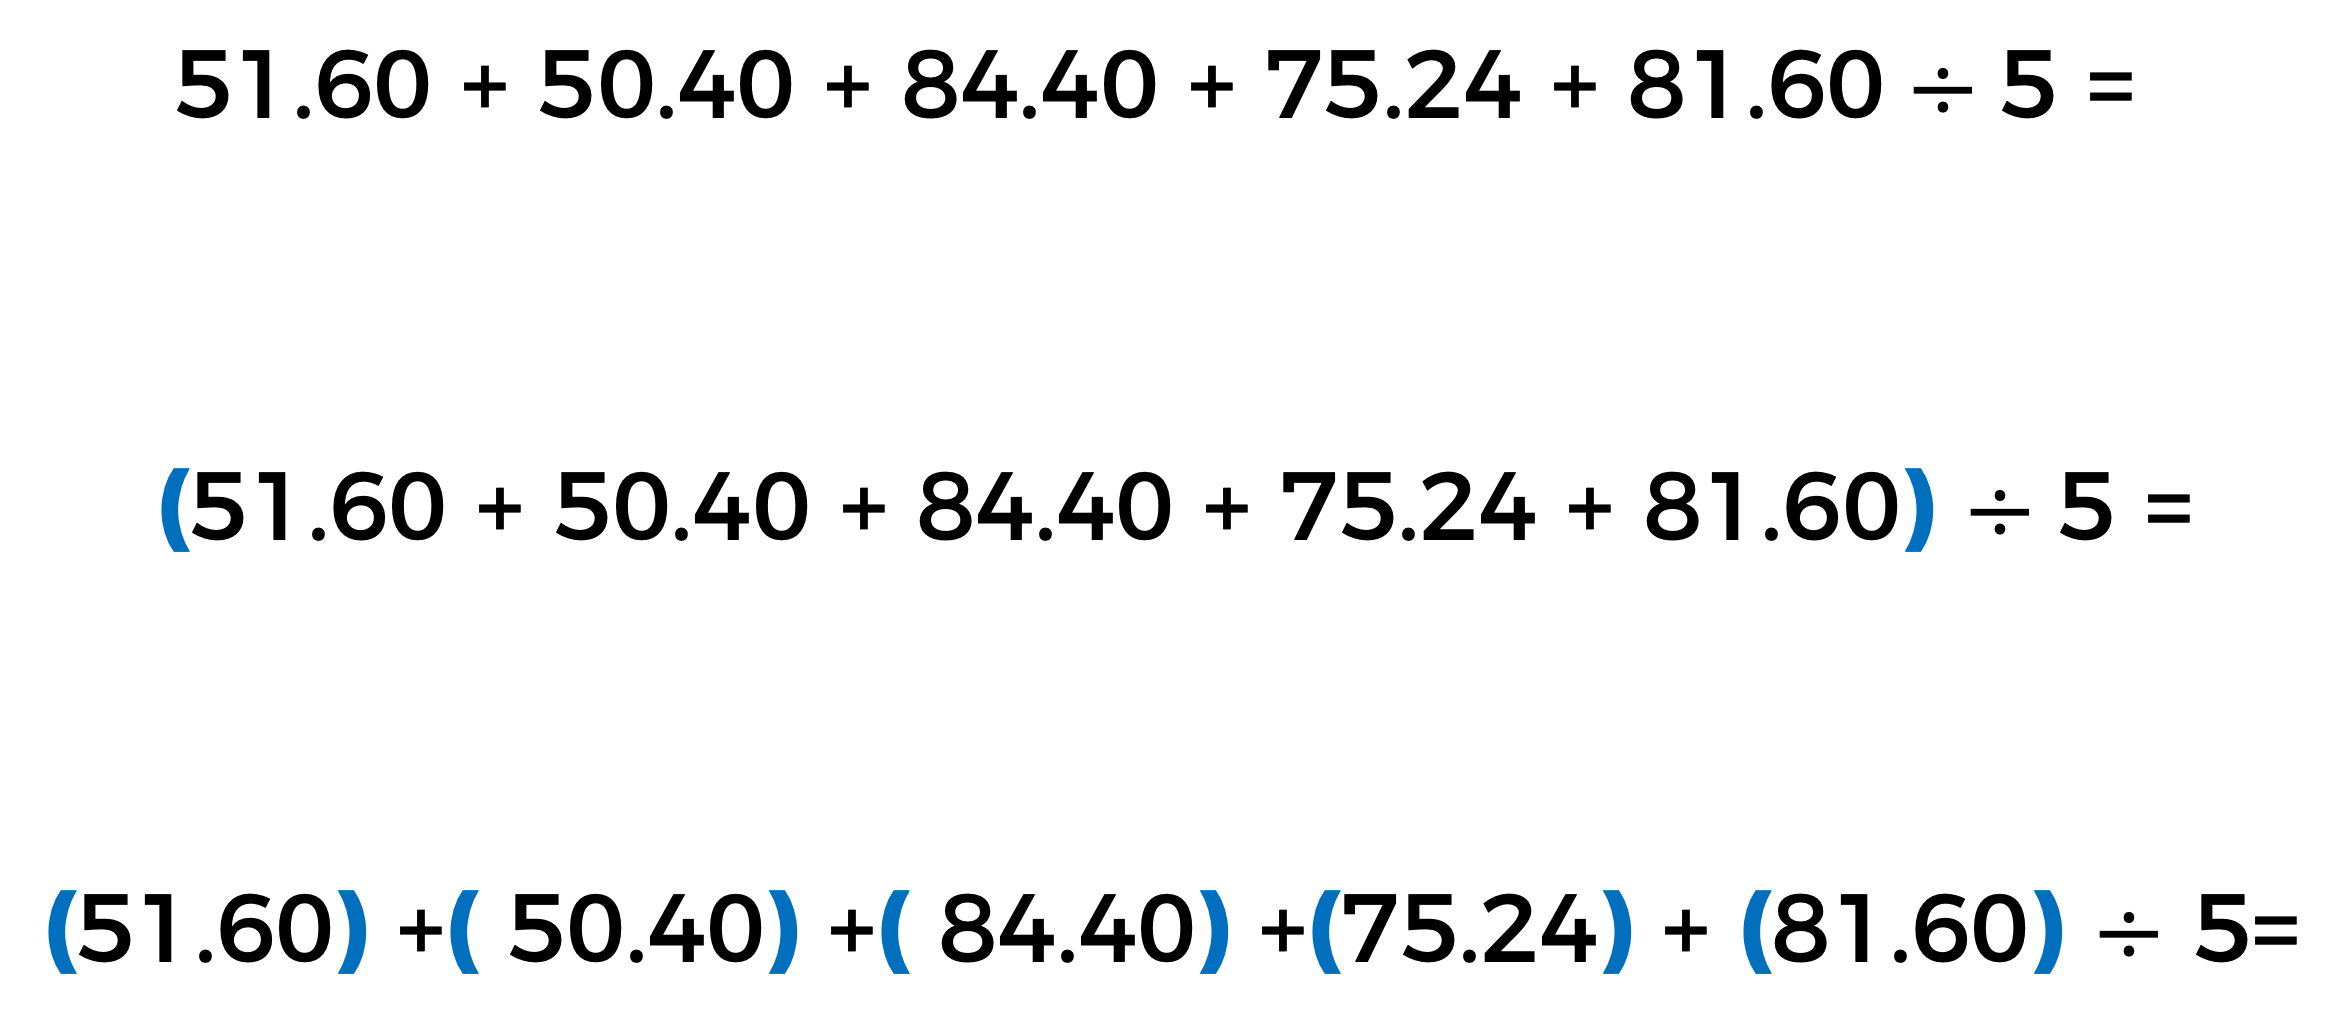 51.60 + 50.40 + 84.40 + 75.24 + 81.60 ÷ 5 =
(51.60 + 50.40 + 84.40 + 75.24 + 81.60) ÷ 5 =
(51.60) +( 50.40) +( 84.40) +(75.24) + (81.60) ÷ 5=